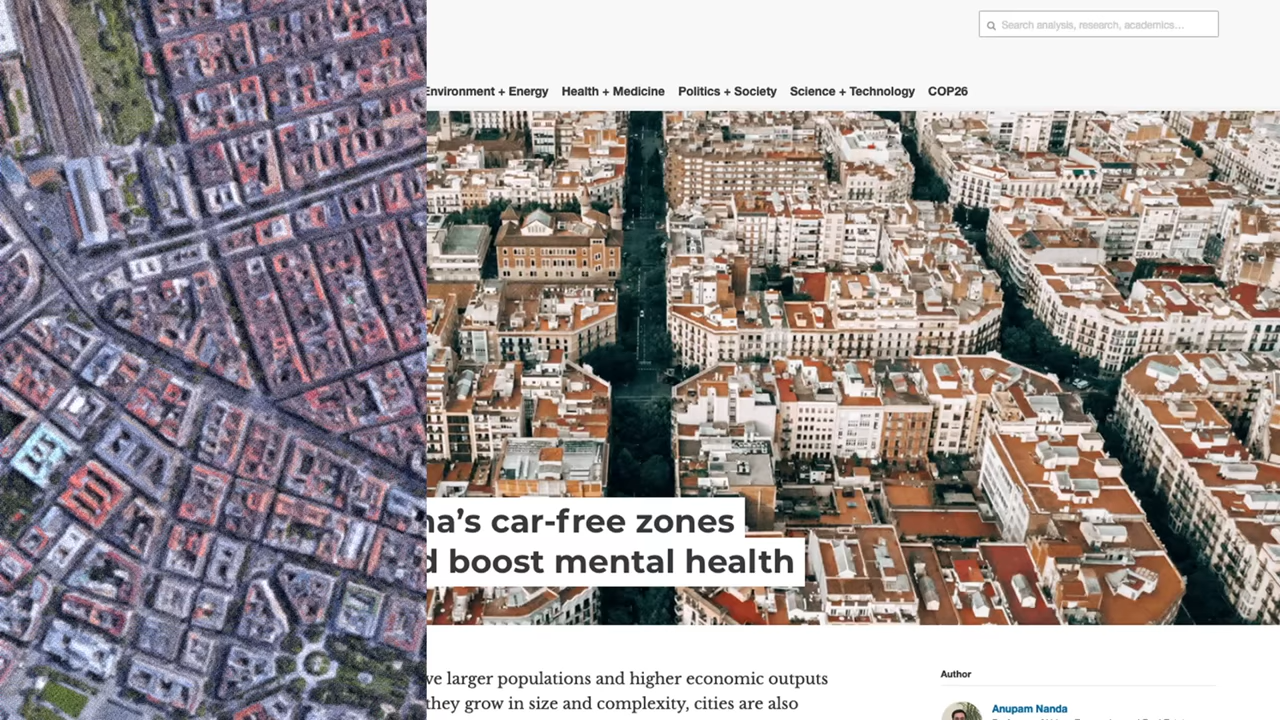 Search analysis, research, academics...
Environment + Energy Health + Medicine Politics + Society Science + Technology COP26
na's car-free zones
d boost mental health
ve larger populations and higher economic outputs
they grow in size and complexity, cities are also
Author
Anupam Nanda